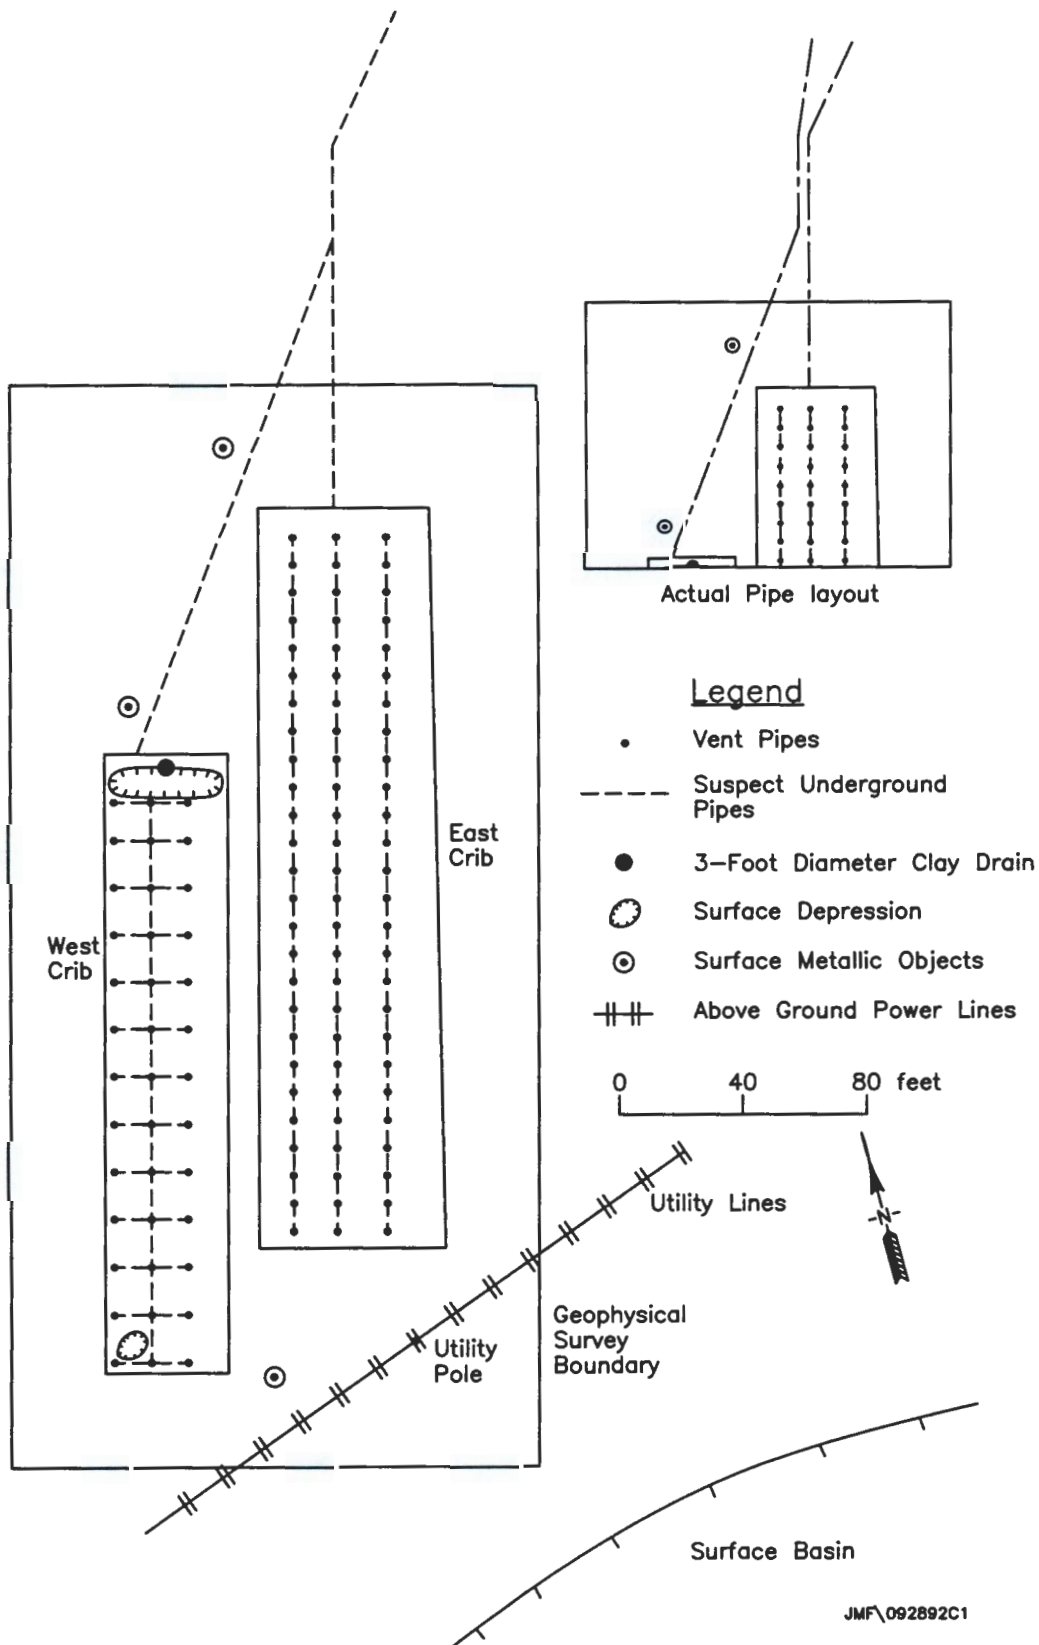 Actual Pipe layout
Legend
Vent Pipes
Suspect Underground
Pipes
3-Foot Diameter Clay Drain
Surface Depression
Surface Metallic Objects
Above Ground Power Lines
0 40 80 feet
N
East
Crib
West
Crib
Utility Lines
Utility
Pole
Geophysical
Survey
Boundary
Surface Basin
JMF\092892C1